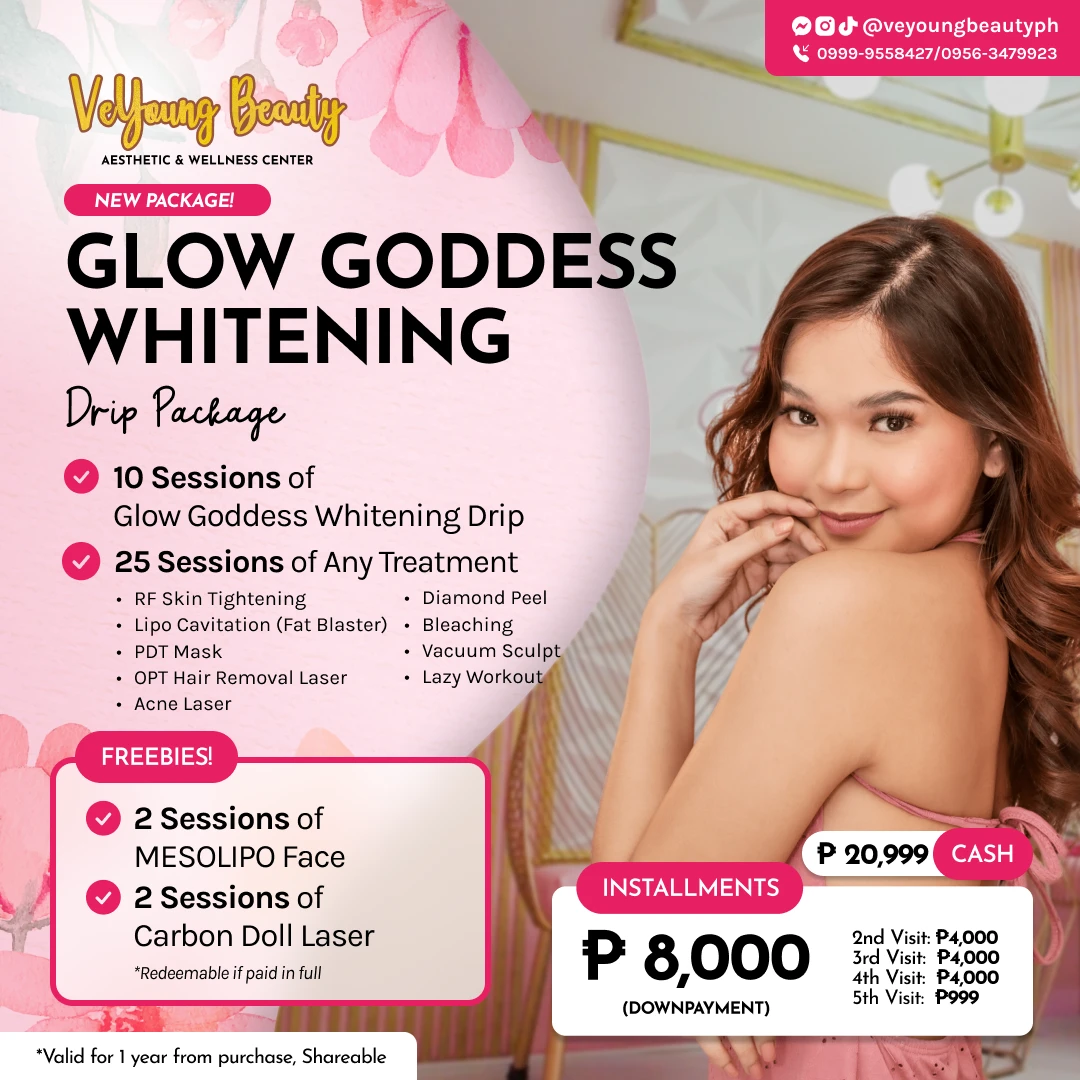 @veyoungbeautyph
0999-9558427/0956-3479923
VeYoung Beauty
AESTHETIC & WELLNESS CENTER
NEW PACKAGE!
GLOW GODDESS
WHITENING
Drip Package
10 Sessions of
Glow Goddess Whitening Drip
25 Sessions of Any Treatment
• RF Skin Tightening
• Lipo Cavitation (Fat Blaster)
• PDT Mask
• OPT Hair Removal Laser
• Acne Laser
• Diamond Peel
• Bleaching
• Vacuum Sculpt
• Lazy Workout
FREEBIES!
2 Sessions of
MESOLIPO Face
2 Sessions of
Carbon Doll Laser
*Redeemable if paid in full
₱ 20,999 CASH
INSTALLMENTS
₱ 8,000
(DOWNPAYMENT)
2nd Visit: ₱4,000
3rd Visit: ₱4,000
4th Visit: ₱4,000
5th Visit: ₱999
*Valid for 1 year from purchase, Shareable